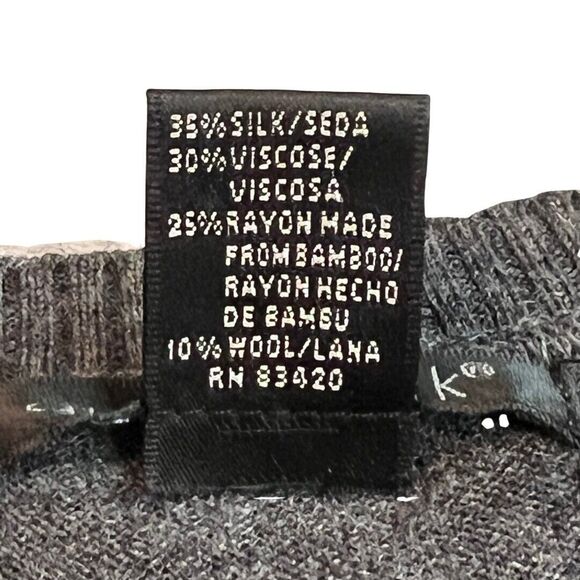 35% SILK/SEDA
30% VISCOSE/
VISCOSA
25% RAYON MADE
FROM BAMBOO/
RAYON HECHO
DE BAMBU
10% WOOL/LANA
RN 83420
K®